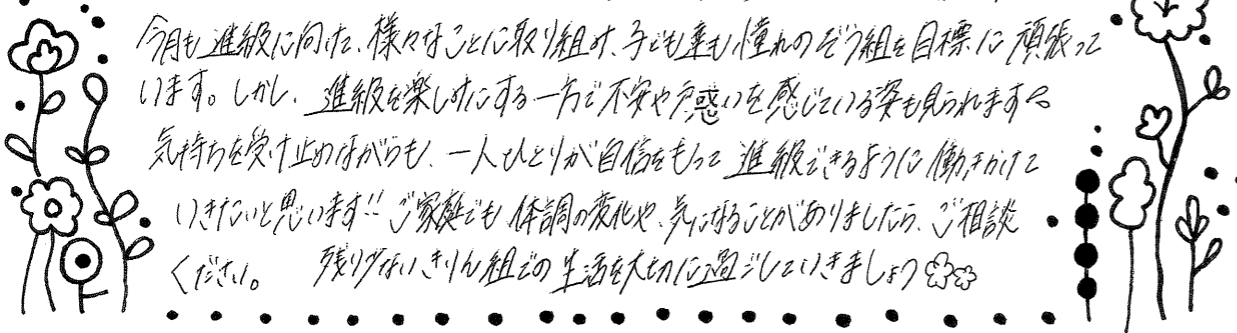 今月も進級に向けた、様々なことに取り組み、子ども達も憧れのぞう組を目標に頑張って
います。しかし、進級を楽しみにする一方で不安や戸惑いを感じている姿も見られます。
気持ちを受け止めながらも、一人ひとりが自信をもって進級できるように働きかけて
いきたいと思います!! ご家庭でも体調の変化や、気になることがありましたら、ご相談
ください。 残り少ないきりん組での生活を大切に過ごしていきましょう